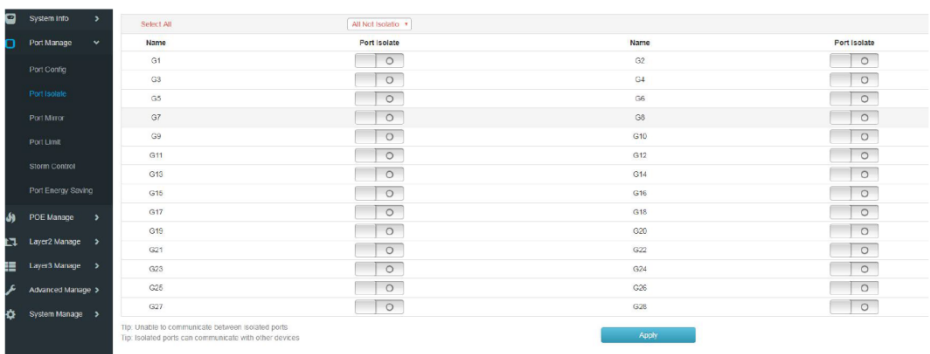 System Info
Port Manage
Port Config
Port Isolate
Port Mirror
Port Limit
Storm Control
Port Energy Saving
POE Manage
Layer2 Manage
Layer3 Manage
Advanced Manage
System Manage
Select All All Not Isolatio
Name Port Isolate Name Port Isolate
G1 G2
G3 G4
G5 G6
G7 G8
G9 G10
G11 G12
G13 G14
G15 G16
G17 G18
G19 G20
G21 G22
G23 G24
G25 G26
G27 G28
Tip: Unable to communicate between isolated ports
Tip: Isolated ports can communicate with other devices
Apply